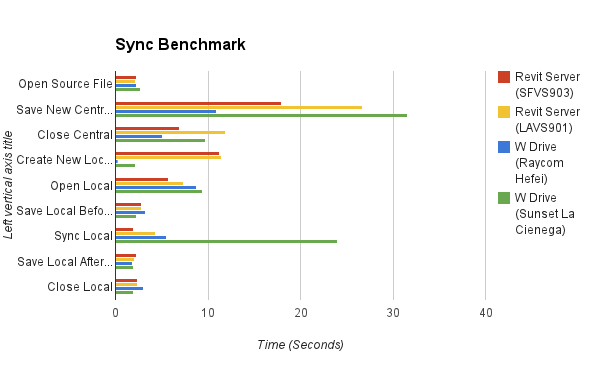 Sync Benchmark
Open Source File
Save New Centr...
Close Central
Create New Loc...
Open Local
Save Local Befo...
Sync Local
Save Local After...
Close Local
Left vertical axis title
0
10
20
30
40
Time (Seconds)
Revit Server
(SFVS903)
Revit Server
(LAVS901)
W Drive
(Raycom
Hefei)
W Drive
(Sunset La
Cienega)